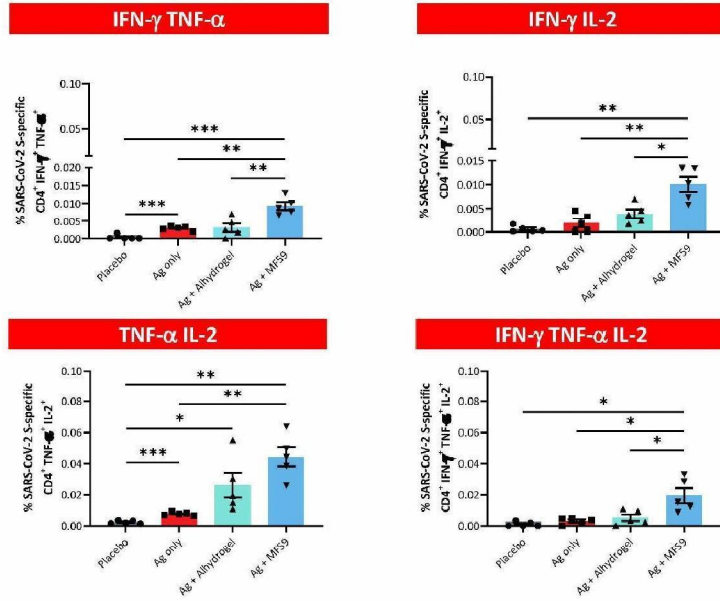 IFN-γ TNF-α
% SARS-CoV-2 S-specific
CD4⁺ IFN-γ⁺ TNF-α⁺
0.10
0.05
0.020
0.015
0.010
0.005
0.000
***
**
**
***
Placebo
Ag only
Ag + Alhydrogel
Ag + MF59
IFN-γ IL-2
% SARS-CoV-2 S-specific
CD4⁺ IFN-γ⁺ IL-2⁺
0.10
0.05
0.015
0.010
0.005
0.000
**
**
*
Placebo
Ag only
Ag + Alhydrogel
Ag + MF59
TNF-α IL-2
% SARS-CoV-2 S-specific
CD4⁺ TNF-α⁺ IL-2⁺
0.10
0.08
0.06
0.04
0.02
0.00
**
**
*
***
Placebo
Ag only
Ag + Alhydrogel
Ag + MF59
IFN-γ TNF-α IL-2
% SARS-CoV-2 S-specific
CD4⁺ IFN-γ⁺ TNF-α⁺ IL-2⁺
0.10
0.08
0.06
0.04
0.02
0.00
*
*
*
Placebo
Ag only
Ag + Alhydrogel
Ag + MF59